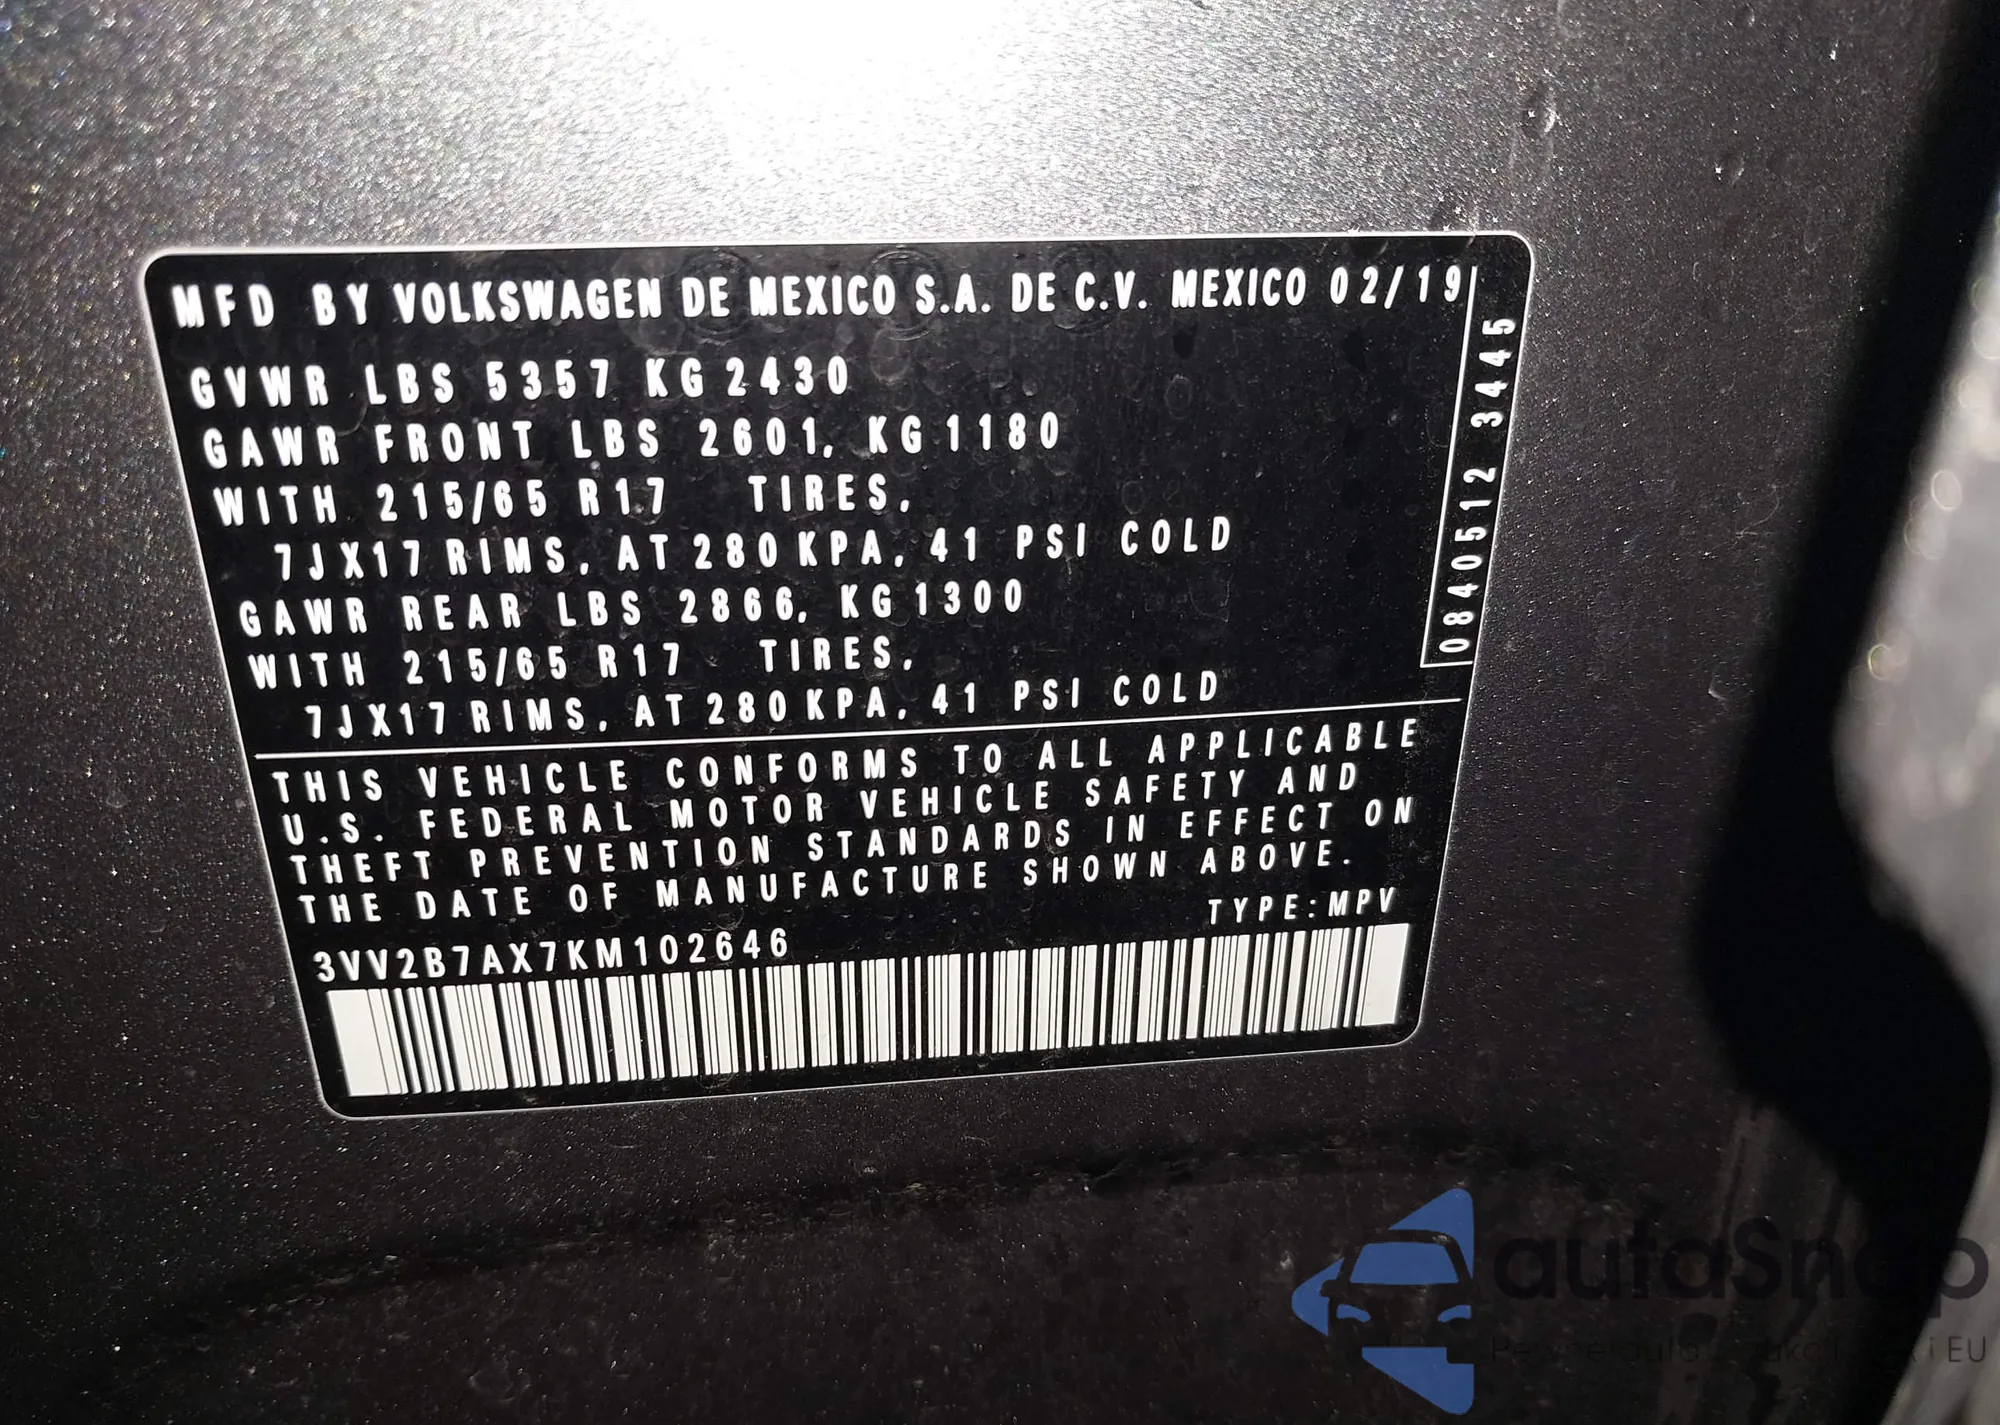 MFD BY VOLKSWAGEN DE MEXICO S.A. DE C.V. MEXICO 02/19
GVWR LBS 5357 KG 2430
GAWR FRONT LBS 2601, KG 1180
WITH 215/65 R17 TIRES,
7JX17 RIMS, AT 280 KPA, 41 PSI COLD
GAWR REAR LBS 2866, KG 1300
WITH 215/65 R17 TIRES,
7JX17 RIMS, AT 280 KPA, 41 PSI COLD
0840512 3445
THIS VEHICLE CONFORMS TO ALL APPLICABLE
U.S. FEDERAL MOTOR VEHICLE SAFETY AND
THEFT PREVENTION STANDARDS IN EFFECT ON
THE DATE OF MANUFACTURE SHOWN ABOVE.
TYPE:MPV
3VV2B7AX7KM102646
autaSnap
i EU